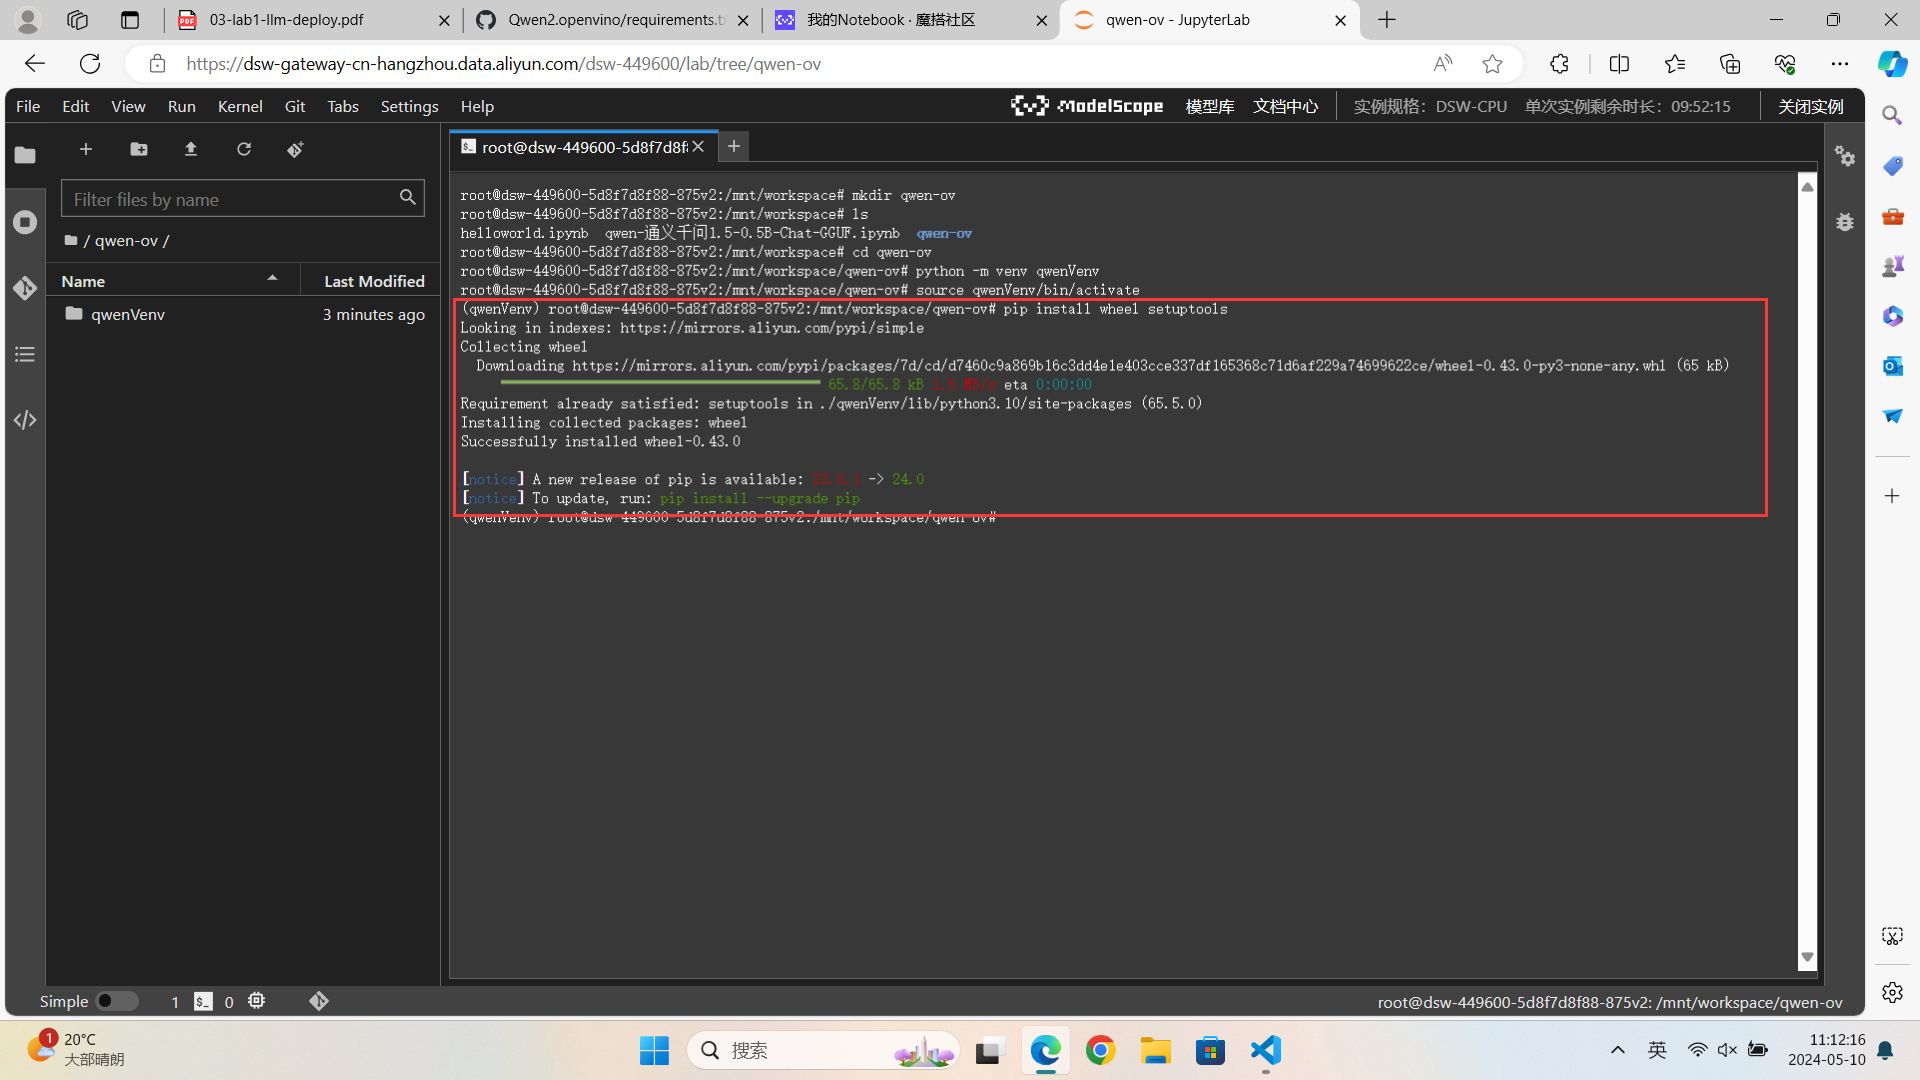 03-lab1-llm-deploy.pdf
Qwen2.openvino/requirements.t
我的Notebook · 魔搭社区
qwen-ov - JupyterLab
https://dsw-gateway-cn-hangzhou.data.aliyun.com/dsw-449600/lab/tree/qwen-ov
File Edit View Run Kernel Git Tabs Settings Help
ModelScope 模型库 文档中心 实例规格：DSW-CPU 单次实例剩余时长：09:52:15 关闭实例
root@dsw-449600-5d8f7d8f
Filter files by name
/ qwen-ov /
Name Last Modified
qwenVenv 3 minutes ago
root@dsw-449600-5d8f7d8f88-875v2:/mnt/workspace# mkdir qwen-ov
root@dsw-449600-5d8f7d8f88-875v2:/mnt/workspace# ls
helloworld.ipynb qwen-通义千问1.5-0.5B-Chat-GGUF.ipynb qwen-ov
root@dsw-449600-5d8f7d8f88-875v2:/mnt/workspace# cd qwen-ov
root@dsw-449600-5d8f7d8f88-875v2:/mnt/workspace/qwen-ov# python -m venv qwenVenv
root@dsw-449600-5d8f7d8f88-875v2:/mnt/workspace/qwen-ov# source qwenVenv/bin/activate
(qwenVenv) root@dsw-449600-5d8f7d8f88-875v2:/mnt/workspace/qwen-ov# pip install wheel setuptools
Looking in indexes: https://mirrors.aliyun.com/pypi/simple
Collecting wheel
Downloading https://mirrors.aliyun.com/pypi/packages/7d/cd/d7460c9a869b16c3dd4e1e403cce337df165368c71d6af229a74699622ce/wheel-0.43.0-py3-none-any.whl (65 kB)
65.8/65.8 kB 1.5 MB/s eta 0:00:00
Requirement already satisfied: setuptools in ./qwenVenv/lib/python3.10/site-packages (65.5.0)
Installing collected packages: wheel
Successfully installed wheel-0.43.0
[notice] A new release of pip is available: 23.0.1 -> 24.0
[notice] To update, run: pip install --upgrade pip
(qwenVenv) root@dsw-449600-5d8f7d8f88-875v2:/mnt/workspace/qwen-ov#
Simple 1 0
root@dsw-449600-5d8f7d8f88-875v2: /mnt/workspace/qwen-ov
1
20°C
大部晴朗
搜索
英
11:12:16
2024-05-10